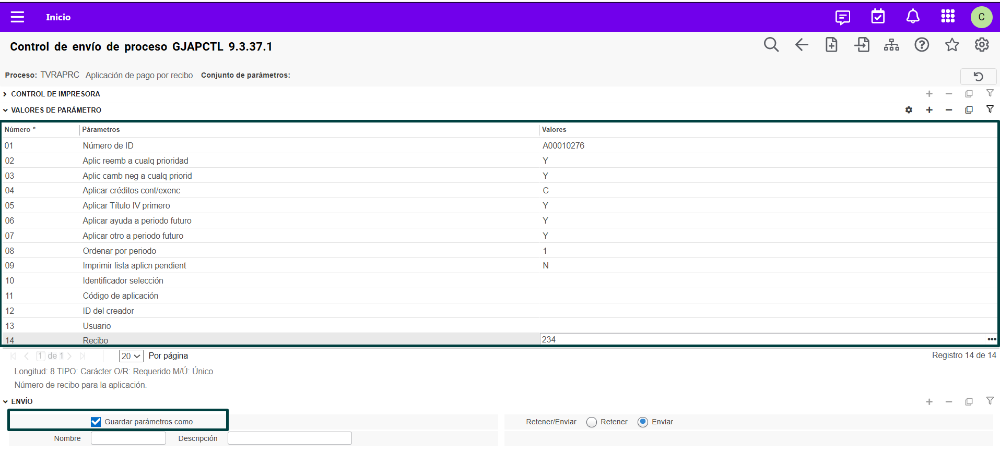 Inicio
C
Control de envío de proceso GJAPCTL 9.3.37.1
Proceso: TVRAPRC Aplicación de pago por recibo Conjunto de parámetros:
CONTROL DE IMPRESORA
VALORES DE PARÁMETRO
Número * Párametros Valores
01 Número de ID A00010276
02 Aplic reemb a cualq prioridad Y
03 Aplic camb neg a cualq priorid Y
04 Aplicar créditos cont/exenc C
05 Aplicar Título IV primero Y
06 Aplicar ayuda a periodo futuro Y
07 Aplicar otro a periodo futuro Y
08 Ordenar por periodo 1
09 Imprimir lista aplicn pendient N
10 Identificador selección
11 Código de aplicación
12 ID del creador
13 Usuario
14 Recibo 234
1 de 1 20 Por página Registro 14 de 14
Longitud: 8 TIPO: Carácter O/R: Requerido M/Ú: Único
Número de recibo para la aplicación.
ENVÍO
Guardar parámetros como Retener/Enviar Retener Enviar
Nombre Descripción